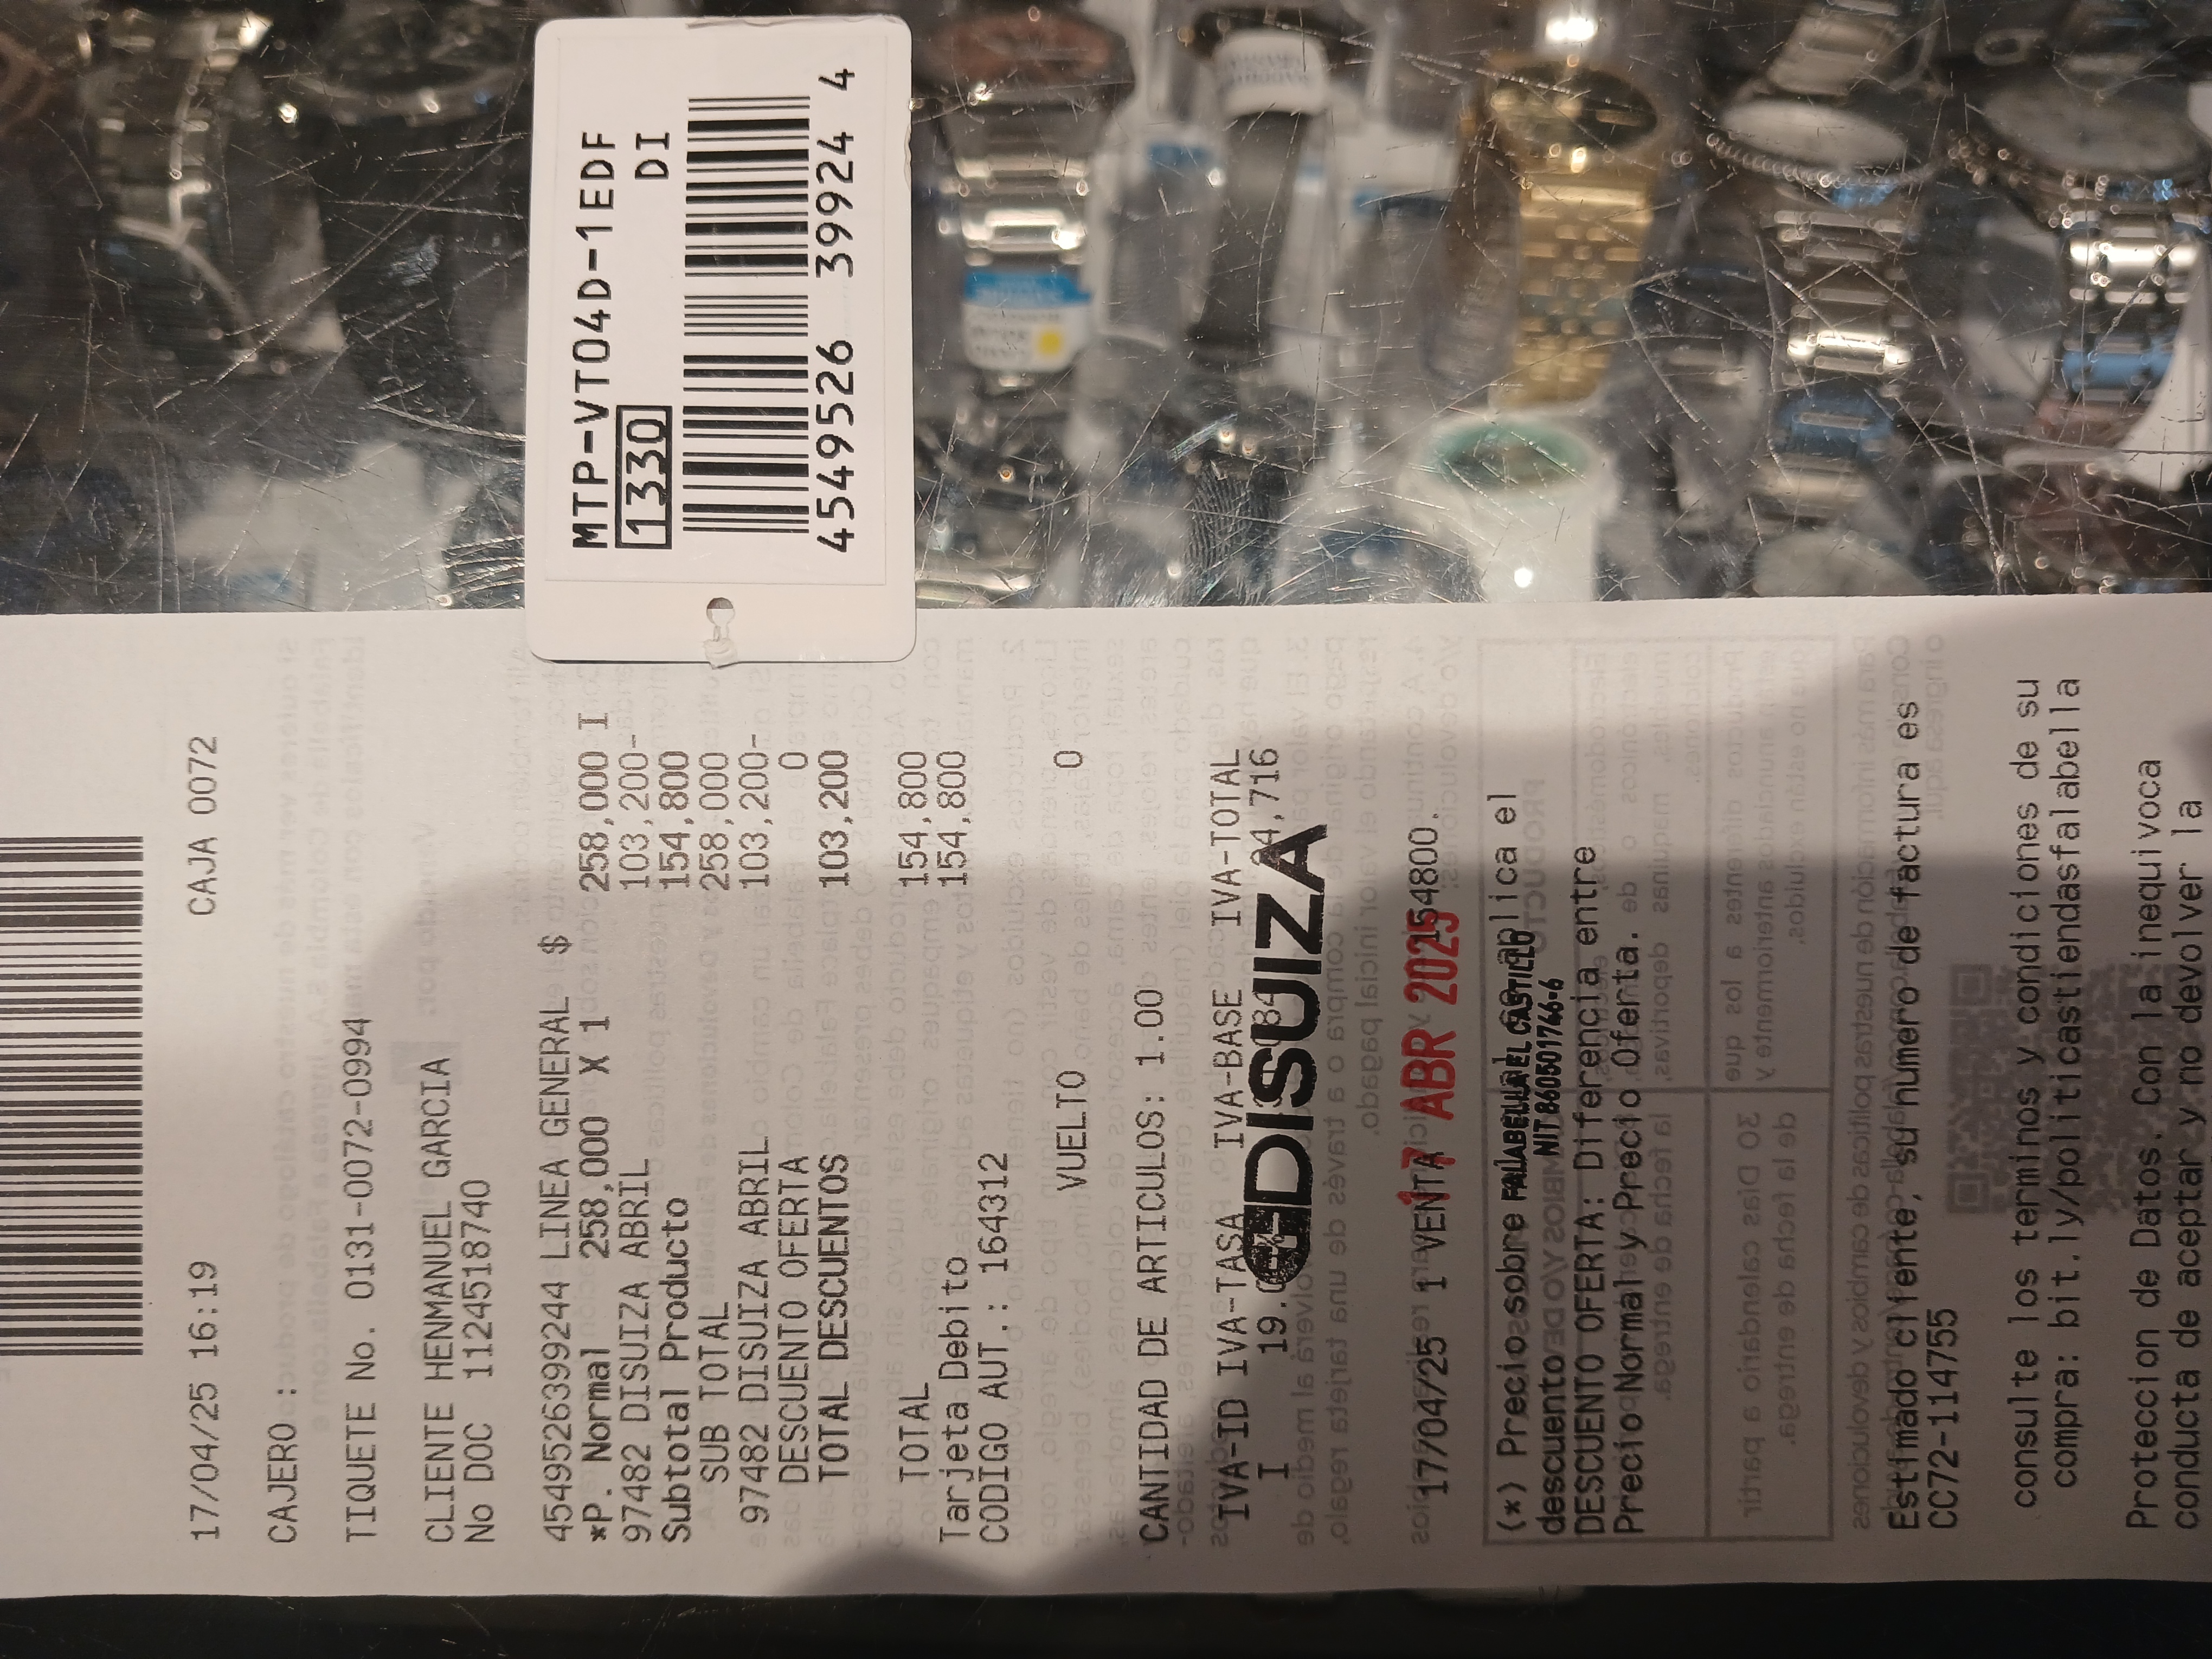 MTP-VT04D-1EDF
1330 DI
4549526 39924 4
17/04/25 16:19 CAJA 0072
CAJERO:
TIQUETE No. 0131-0072-0994
CLIENTE HENMANUEL GARCIA
No DOC 1124518740
4549526399244 LINEA GENERAL $
*P. Normal 258,000 X 1 258,000 I
97482 DISUIZA ABRIL 103,200-
Subtotal Producto 154,800
SUB TOTAL 258,000
97482 DISUIZA ABRIL 103,200-
DESCUENTO OFERTA 0
TOTAL DESCUENTOS 103,200
TOTAL 154,800
Tarjeta Debito 154,800
CODIGO AUT.: 164312
VUELTO 0
CANTIDAD DE ARTICULOS: 1.00
IVA-ID IVA-TASA IVA-BASE IVA-TOTAL
I 24,716
DISUIZA
17/04/25 1 VENTA 154800.
17 ABR 2025
(*) Precio sobre el
FALABELLA EL CASTILLO
descuento
NIT 860501746-6
DESCUENTO OFERTA: Diferencia entre
Precio Normal y Precio Oferta.
Estimado cliente, su numero de factura es
CC72-114755
consulte los terminos y condiciones de su
compra: bit.ly/politicastiendasfalabella
Proteccion de Datos. Con la inequivoca
conducta de aceptar y no devolver la